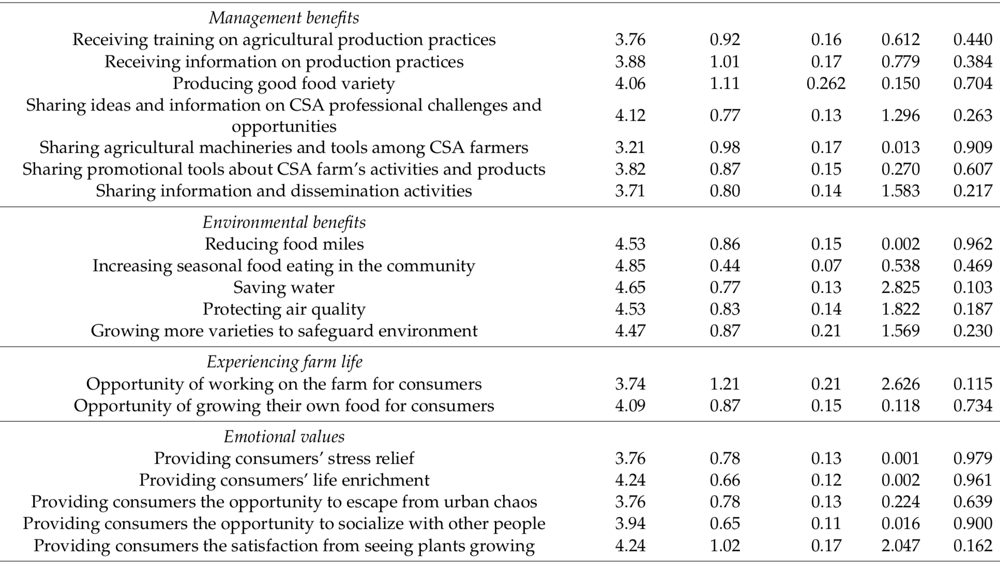 Management benefits
Receiving training on agricultural production practices 3.76 0.92 0.16 0.612 0.440
Receiving information on production practices 3.88 1.01 0.17 0.779 0.384
Producing good food variety 4.06 1.11 0.262 0.150 0.704
Sharing ideas and information on CSA professional challenges and
opportunities 4.12 0.77 0.13 1.296 0.263
Sharing agricultural machineries and tools among CSA farmers 3.21 0.98 0.17 0.013 0.909
Sharing promotional tools about CSA farm’s activities and products 3.82 0.87 0.15 0.270 0.607
Sharing information and dissemination activities 3.71 0.80 0.14 1.583 0.217
Environmental benefits
Reducing food miles 4.53 0.86 0.15 0.002 0.962
Increasing seasonal food eating in the community 4.85 0.44 0.07 0.538 0.469
Saving water 4.65 0.77 0.13 2.825 0.103
Protecting air quality 4.53 0.83 0.14 1.822 0.187
Growing more varieties to safeguard environment 4.47 0.87 0.21 1.569 0.230
Experiencing farm life
Opportunity of working on the farm for consumers 3.74 1.21 0.21 2.626 0.115
Opportunity of growing their own food for consumers 4.09 0.87 0.15 0.118 0.734
Emotional values
Providing consumers’ stress relief 3.76 0.78 0.13 0.001 0.979
Providing consumers’ life enrichment 4.24 0.66 0.12 0.002 0.961
Providing consumers the opportunity to escape from urban chaos 3.76 0.78 0.13 0.224 0.639
Providing consumers the opportunity to socialize with other people 3.94 0.65 0.11 0.016 0.900
Providing consumers the satisfaction from seeing plants growing 4.24 1.02 0.17 2.047 0.162